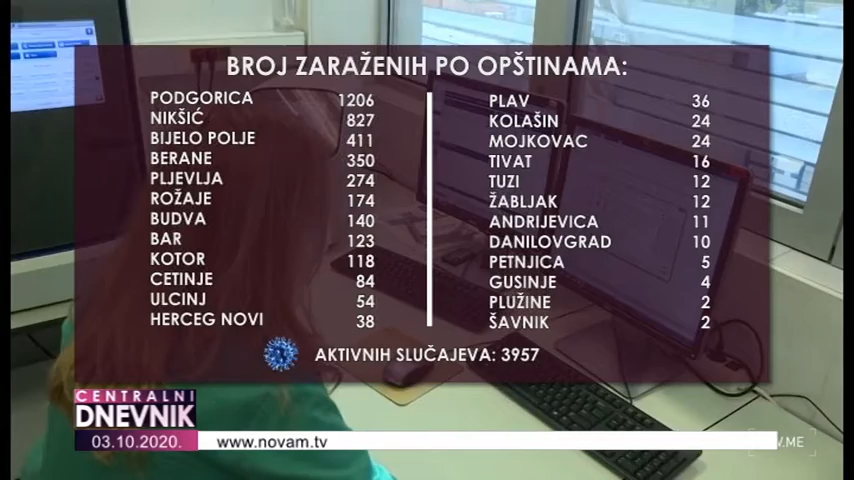 BROJ ZARAŽENIH PO OPŠTINAMA:
PODGORICA 1206
NIKŠIĆ 827
BIJELO POLJE 411
BERANE 350
PLJEVLJA 274
ROŽAJE 174
BUDVA 140
BAR 123
KOTOR 118
CETINJE 84
ULCINJ 54
HERCEG NOVI 38
PLAV 36
KOLAŠIN 24
MOJKOVAC 24
TIVAT 16
TUZI 12
ŽABLJAK 12
ANDRIJEVICA 11
DANILOVGRAD 10
PETNJICA 5
GUSINJE 4
PLUŽINE 2
ŠAVNIK 2
AKTIVNIH SLUČAJEVA: 3957
CENTRALNI
DNEVNIK
03.10.2020. www.novam.tv
.ME